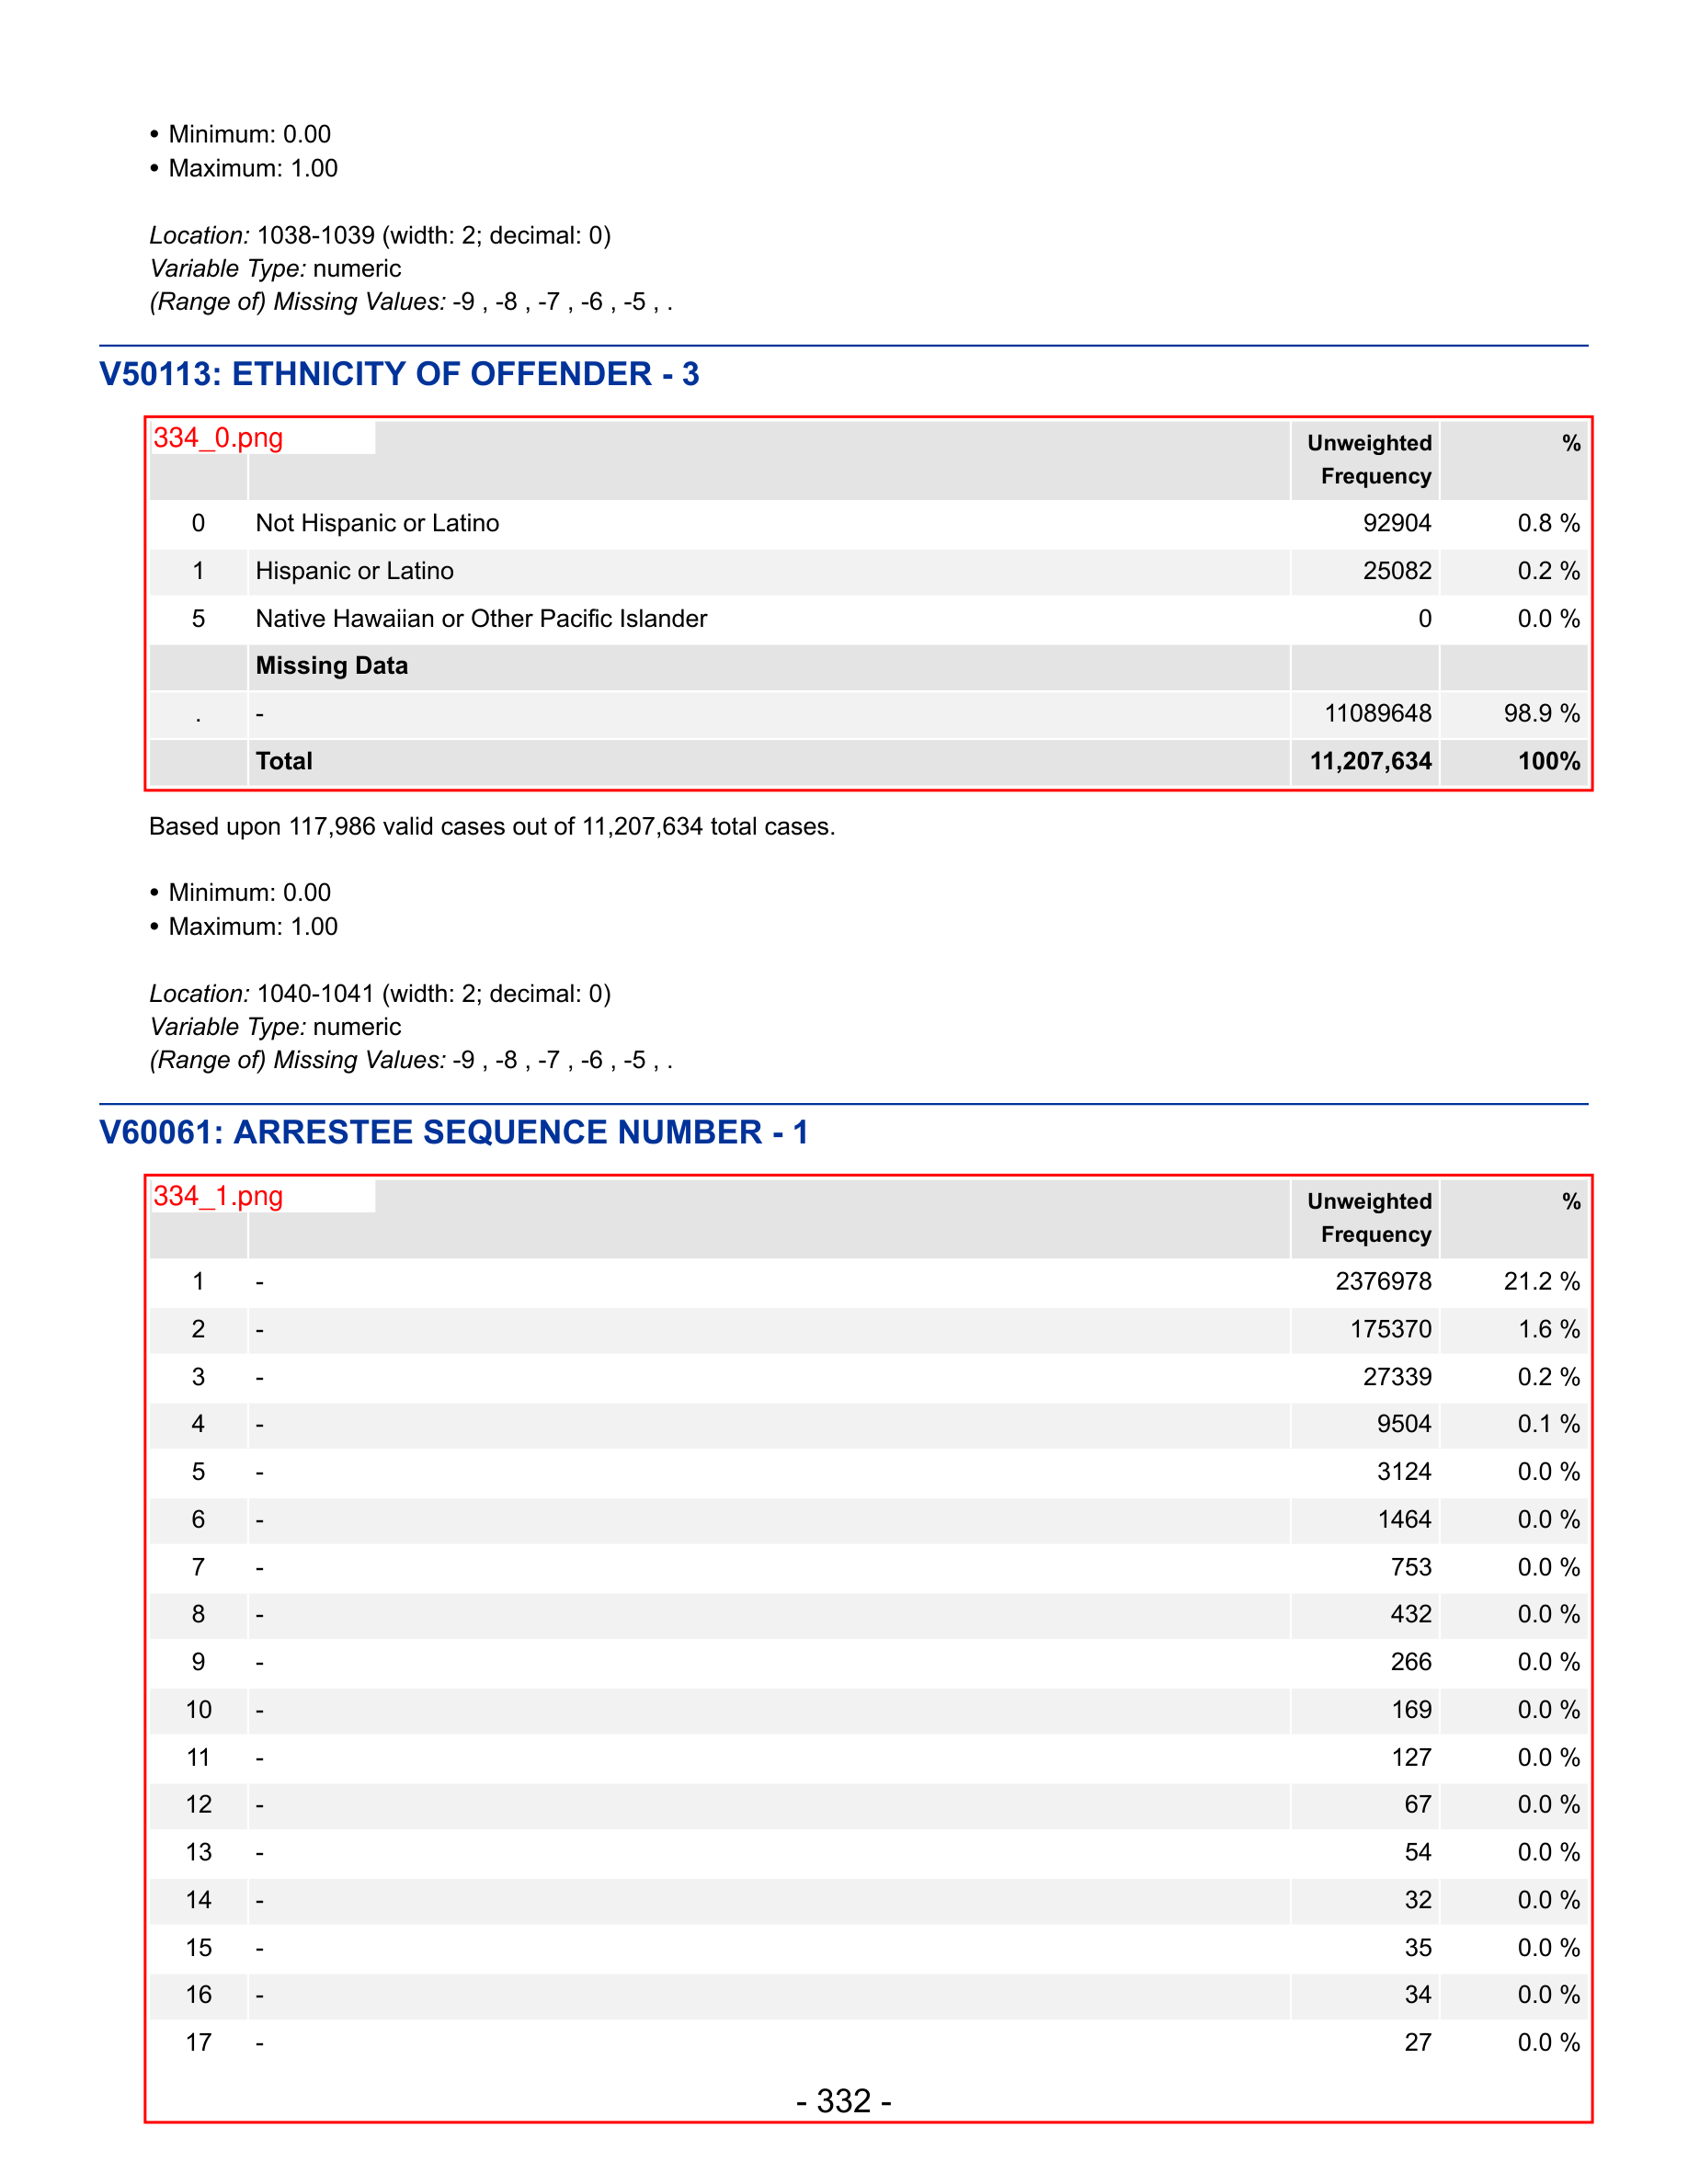 • Minimum: 0.00
• Maximum: 1.00
Location: 1038-1039 (width: 2; decimal: 0)
Variable Type: numeric
(Range of) Missing Values: -9 , -8 , -7 , -6 , -5 , .
V50113: ETHNICITY OF OFFENDER - 3
334_0.png
Unweighted Frequency %
0 Not Hispanic or Latino 92904 0.8 %
1 Hispanic or Latino 25082 0.2 %
5 Native Hawaiian or Other Pacific Islander 0 0.0 %
Missing Data
. - 11089648 98.9 %
Total 11,207,634 100%
Based upon 117,986 valid cases out of 11,207,634 total cases.
• Minimum: 0.00
• Maximum: 1.00
Location: 1040-1041 (width: 2; decimal: 0)
Variable Type: numeric
(Range of) Missing Values: -9 , -8 , -7 , -6 , -5 , .
V60061: ARRESTEE SEQUENCE NUMBER - 1
334_1.png
Unweighted Frequency %
1 - 2376978 21.2 %
2 - 175370 1.6 %
3 - 27339 0.2 %
4 - 9504 0.1 %
5 - 3124 0.0 %
6 - 1464 0.0 %
7 - 753 0.0 %
8 - 432 0.0 %
9 - 266 0.0 %
10 - 169 0.0 %
11 - 127 0.0 %
12 - 67 0.0 %
13 - 54 0.0 %
14 - 32 0.0 %
15 - 35 0.0 %
16 - 34 0.0 %
17 - 27 0.0 %
- 332 -